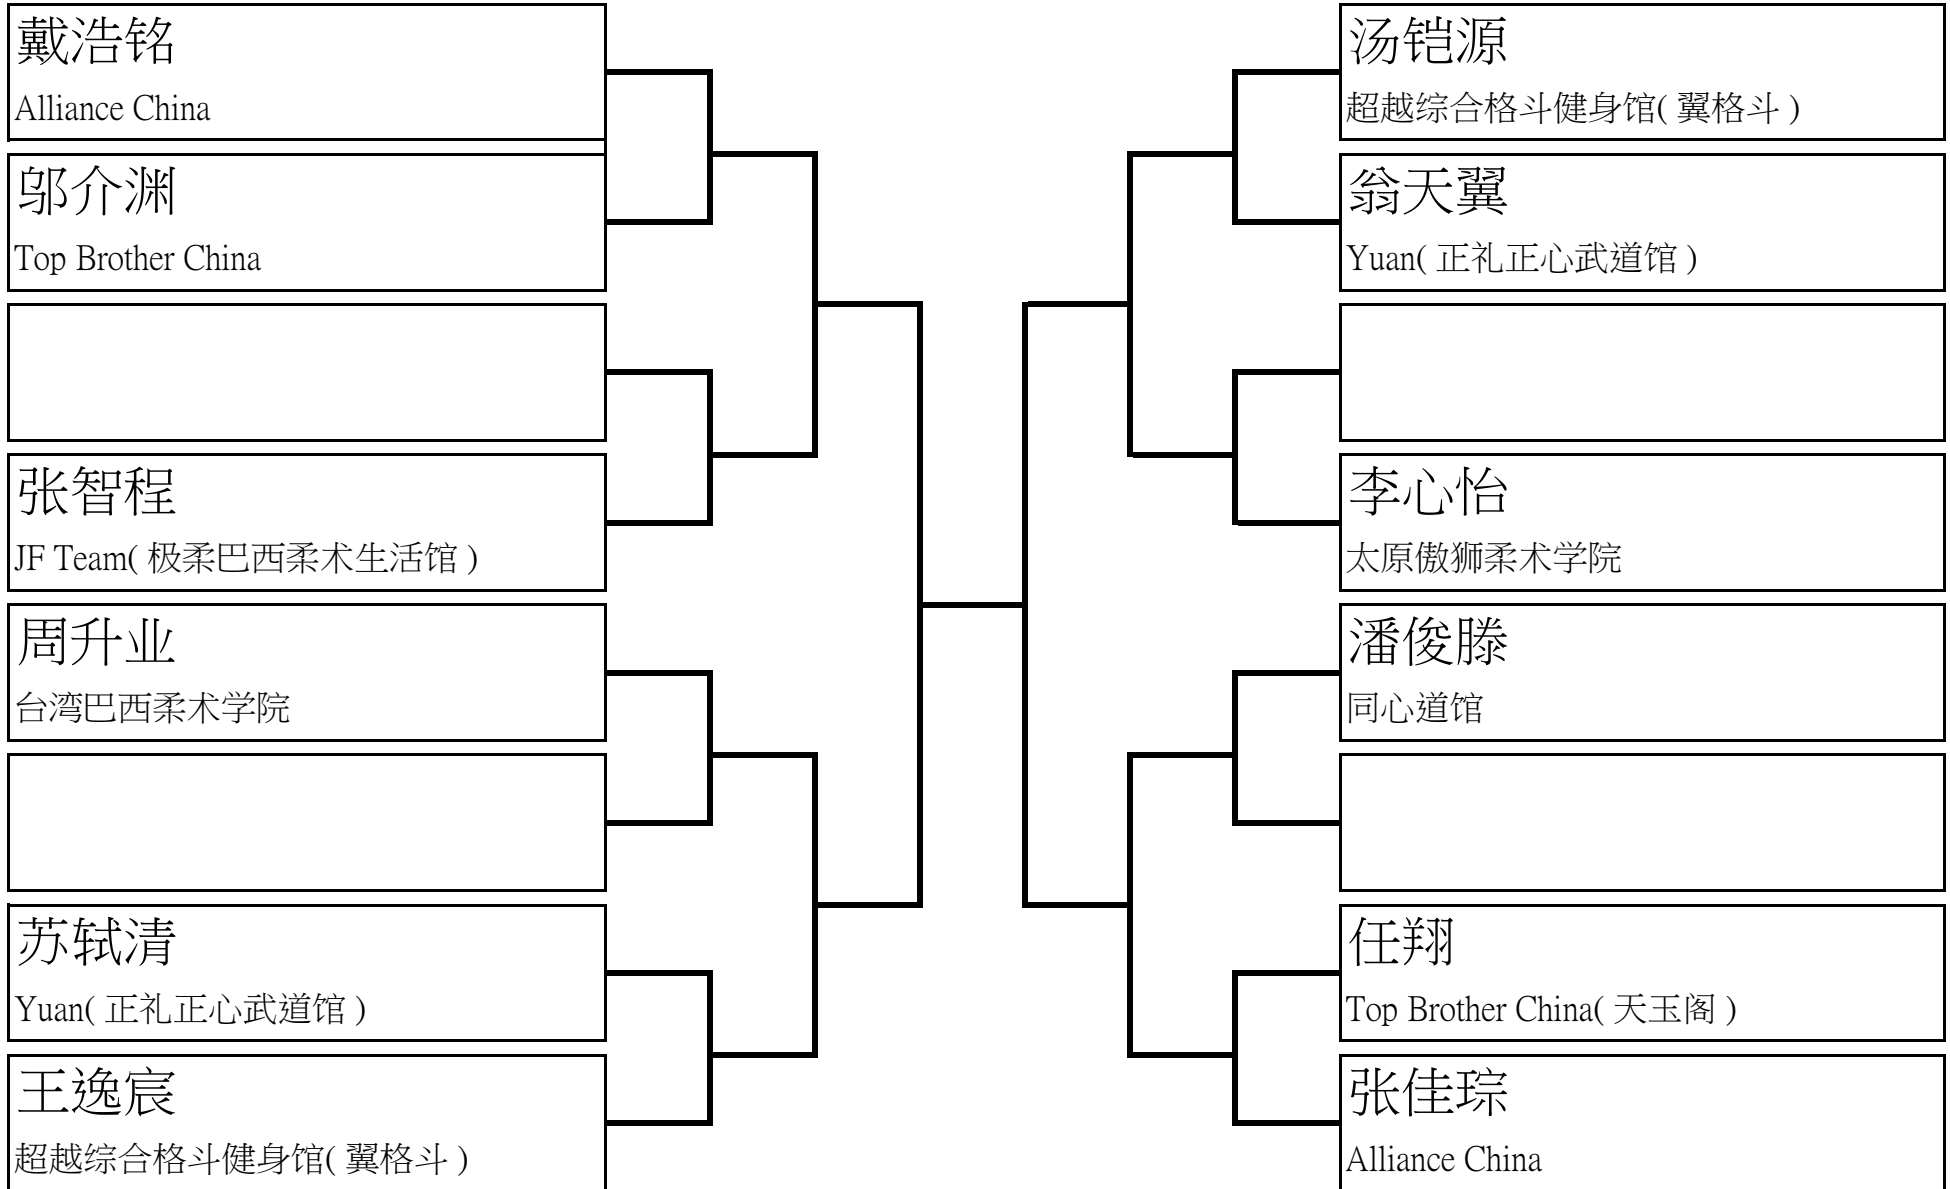 戴浩铭
Alliance China
邬介渊
Top Brother China
张智程
JF Team( 极柔巴西柔术生活馆 )
周升业
台湾巴西柔术学院
苏轼清
Yuan( 正礼正心武道馆 )
王逸宸
超越综合格斗健身馆( 翼格斗 )
汤铠源
超越综合格斗健身馆( 翼格斗 )
翁天翼
Yuan( 正礼正心武道馆 )
李心怡
太原傲狮柔术学院
潘俊滕
同心道馆
任翔
Top Brother China( 天玉阁 )
张佳琮
Alliance China